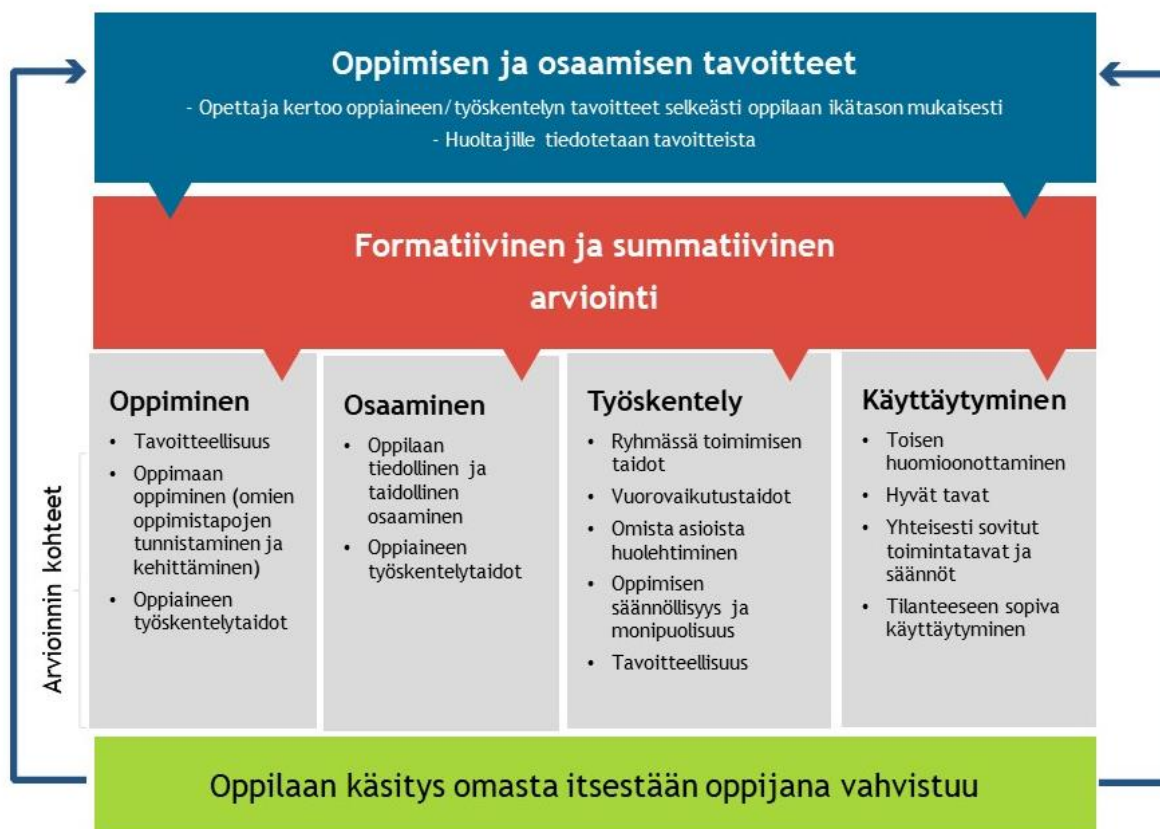 Oppimisen ja osaamisen tavoitteet
- Opettaja kertoo oppiaineen/työskentelyn tavoitteet selkeästi oppilaan ikätason mukaisesti
- Huoltajille tiedotetaan tavoitteista
Formatiivinen ja summatiivinen
arviointi
Arvioinnin kohteet
Oppiminen
• Tavoitteellisuus
• Oppimaan
oppiminen (omien
oppimistapojen
tunnistaminen ja
kehittäminen)
• Oppiaineen
työskentelytaidot
Osaaminen
• Oppilaan
tiedollinen ja
taidollinen
osaaminen
• Oppiaineen
työskentelytaidot
Työskentely
• Ryhmässä toimimisen
taidot
• Vuorovaikutustaidot
• Omista asioista
huolehtiminen
• Oppimisen
säännöllisyys ja
monipuolisuus
• Tavoitteellisuus
Käyttäytyminen
• Toisen
huomioonottaminen
• Hyvät tavat
• Yhteisesti sovitut
toimintatavat ja
säännöt
• Tilanteeseen sopiva
käyttäytyminen
Oppilaan käsitys omasta itsestään oppijana vahvistuu